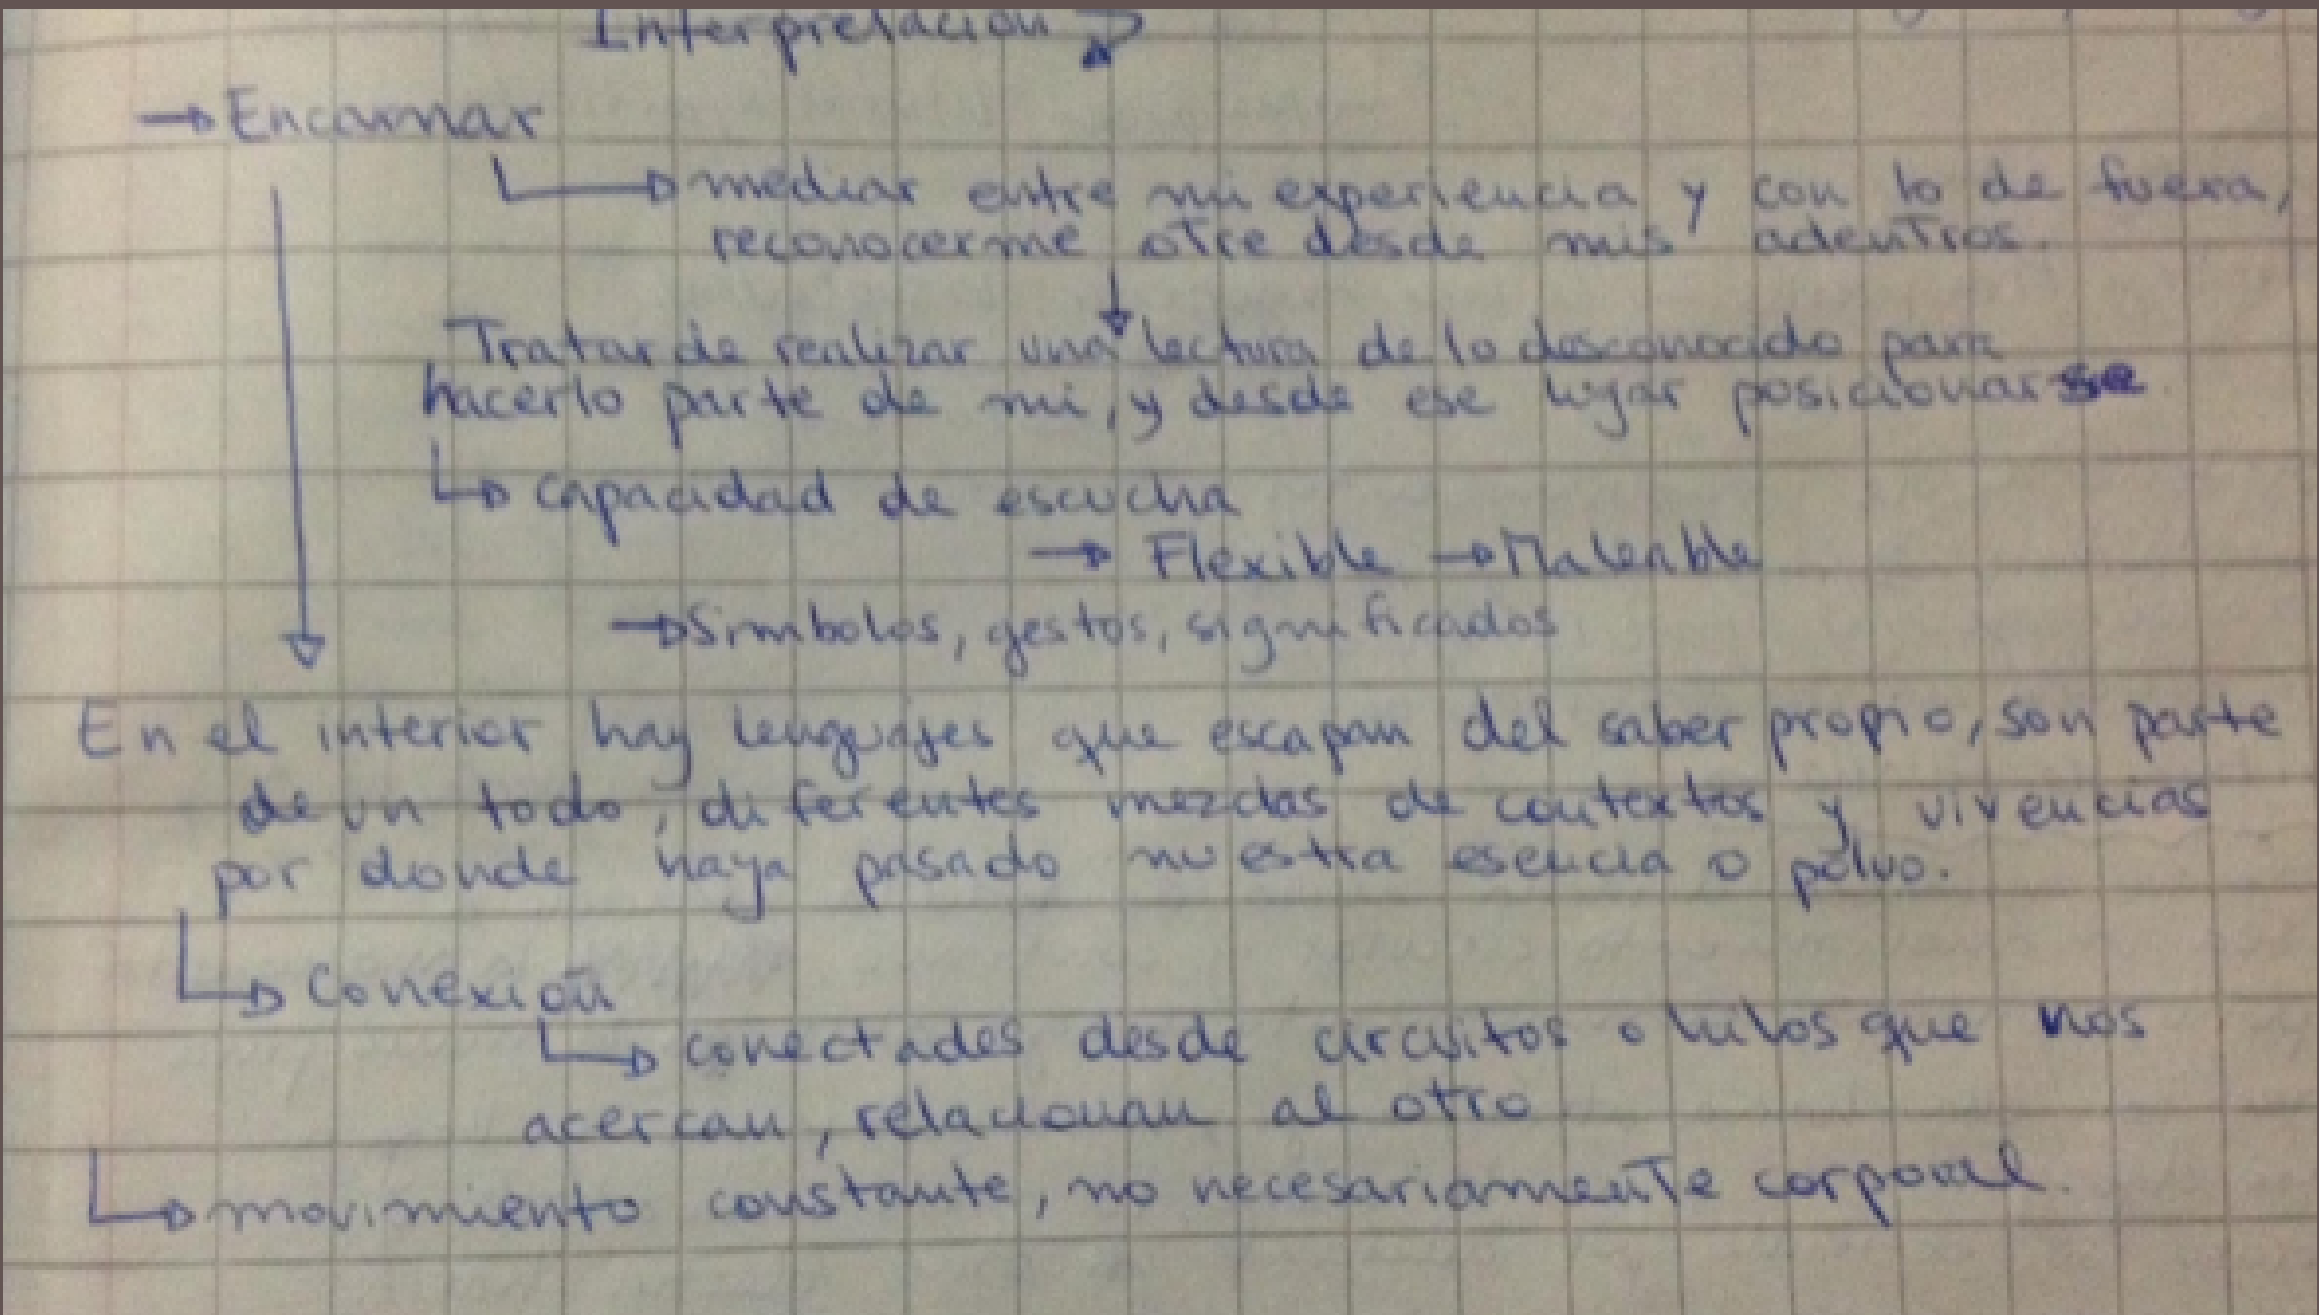 Interpretación
→ Encarnar
→ mediar entre mi experiencia y con lo de fuera,
reconocerme otre desde mis adentros.
Tratar de realizar una lectura de lo desconocido para
hacerlo parte de mi, y desde ese lugar posicionarse.
→ capacidad de escucha
→ Flexible → Maleable
→ Simbolos, gestos, significados
En el interior hay lenguajes que escapan del saber propio, son parte
de un todo, diferentes mezclas de contextos y vivencias
por donde haya pasado nuestra esencia o polvo.
→ Conexión
→ conectades desde circuitos o hilos que nos
acercan, relacionan al otro
→ movimiento constante, no necesariamente corporal.